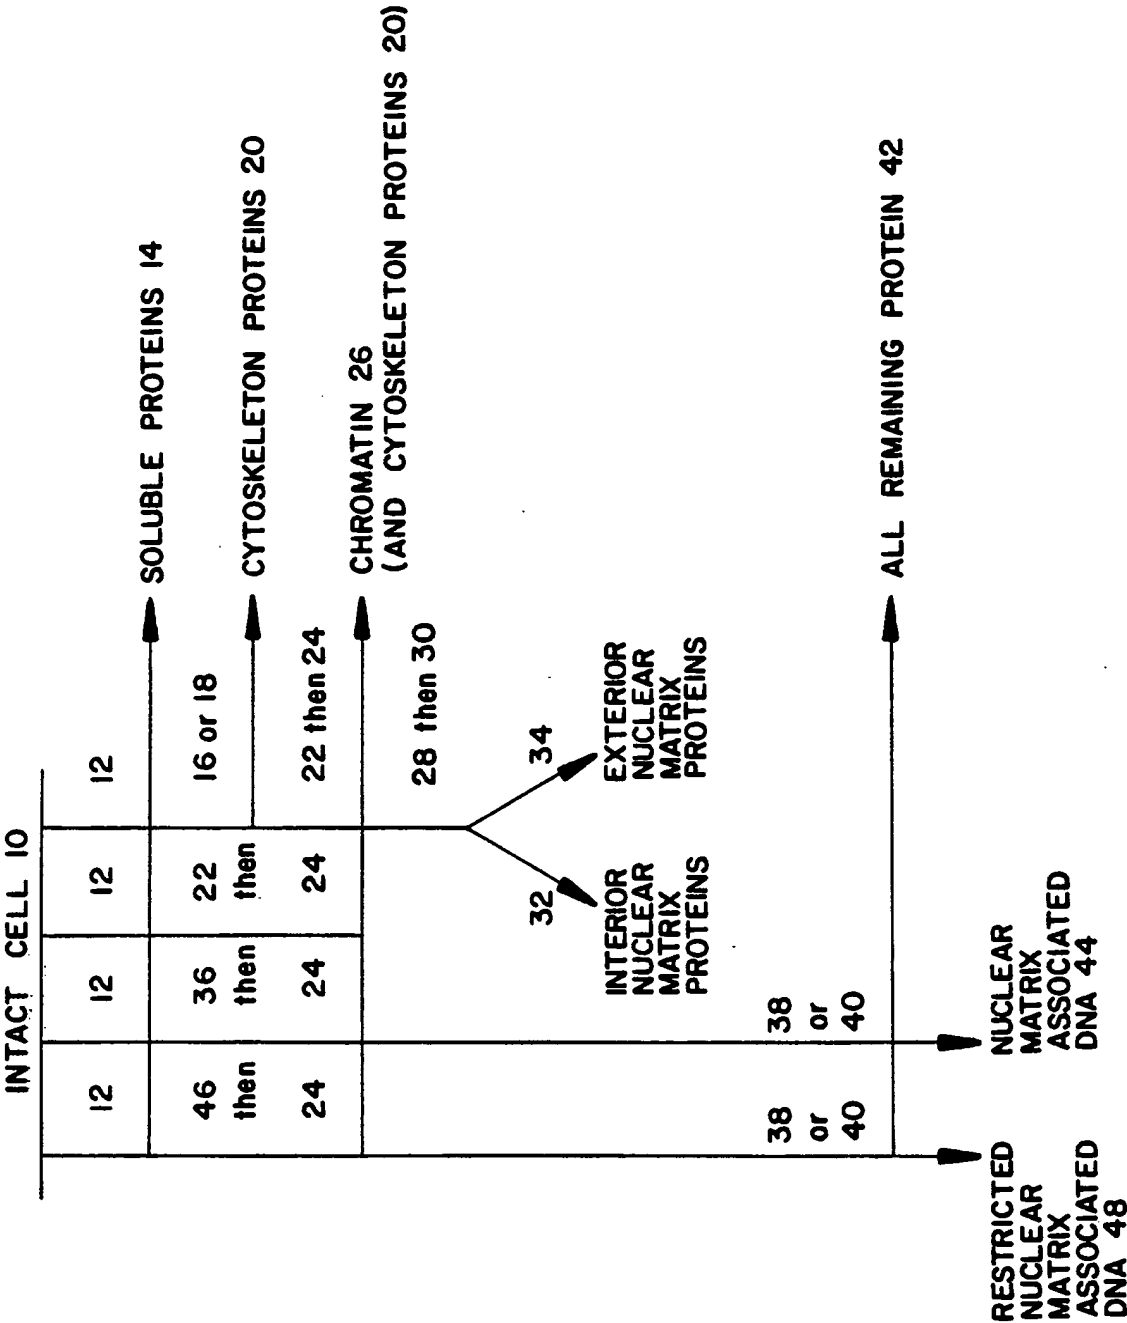 INTACT CELL 10
12
12
12
12
SOLUBLE PROTEINS 14
46
then
24
36
then
24
22
then
24
16 or 18
CYTOSKELETON PROTEINS 20
22 then 24
CHROMATIN 26
(AND CYTOSKELETON PROTEINS 20)
28 then 30
32
34
INTERIOR
NUCLEAR
MATRIX
PROTEINS
EXTERIOR
NUCLEAR
MATRIX
PROTEINS
38
or
40
38
or
40
ALL REMAINING PROTEIN 42
RESTRICTED
NUCLEAR
MATRIX
ASSOCIATED
DNA 48
NUCLEAR
MATRIX
ASSOCIATED
DNA 44